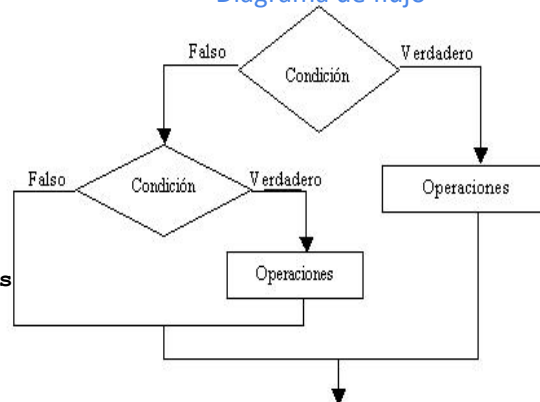 Diagrama de flujo
Falso
Verdadero
Condición
Falso
Condición
Verdadero
Operaciones
Operaciones
s